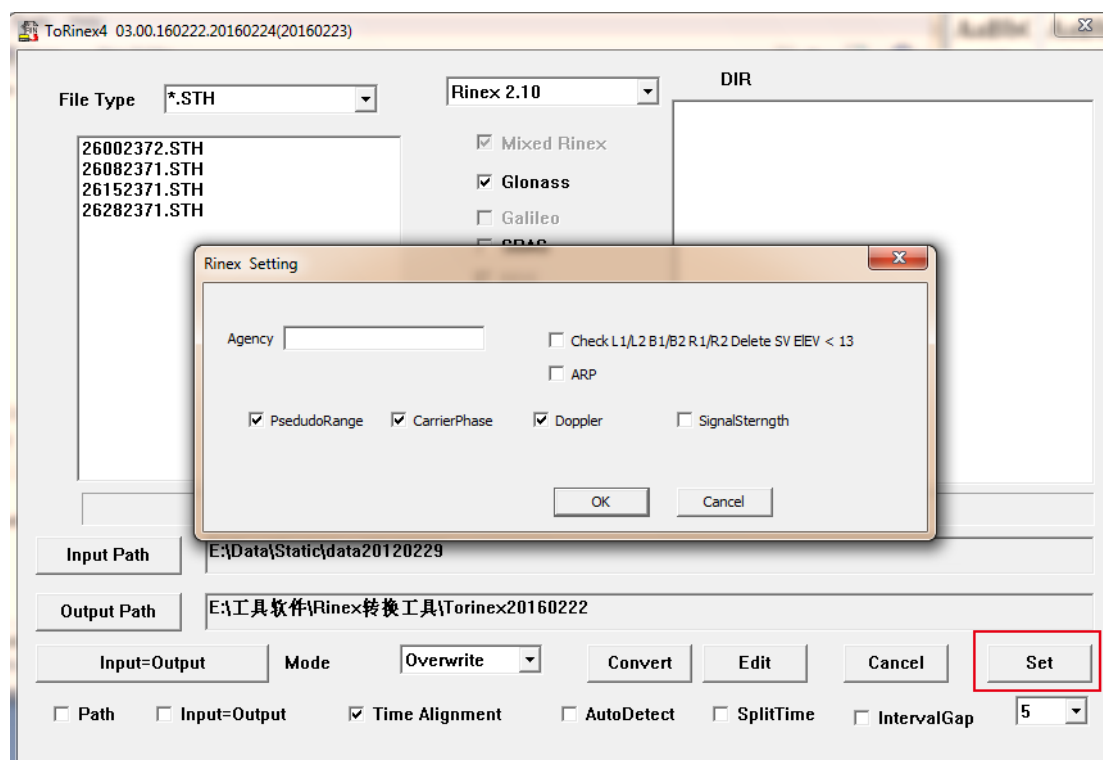 ToRinex4 03.00.160222.20160224(20160223)
File Type *.STH Rinex 2.10 DIR
26002372.STH
26082371.STH
26152371.STH
26282371.STH
Mixed Rinex
Glonass
Galileo
SBAS
Rinex Setting
Agency
Check L1/L2 B1/B2 R1/R2 Delete SV ElEV < 13
ARP
PsedudoRange CarrierPhase Doppler SignalSterngth
OK Cancel
Input Path E:\Data\Static\data20120229
Output Path E:\工具软件\Rinex转换工具\Torinex20160222
Input=Output Mode Overwrite Convert Edit Cancel Set
Path Input=Output Time Alignment AutoDetect SplitTime IntervalGap 5